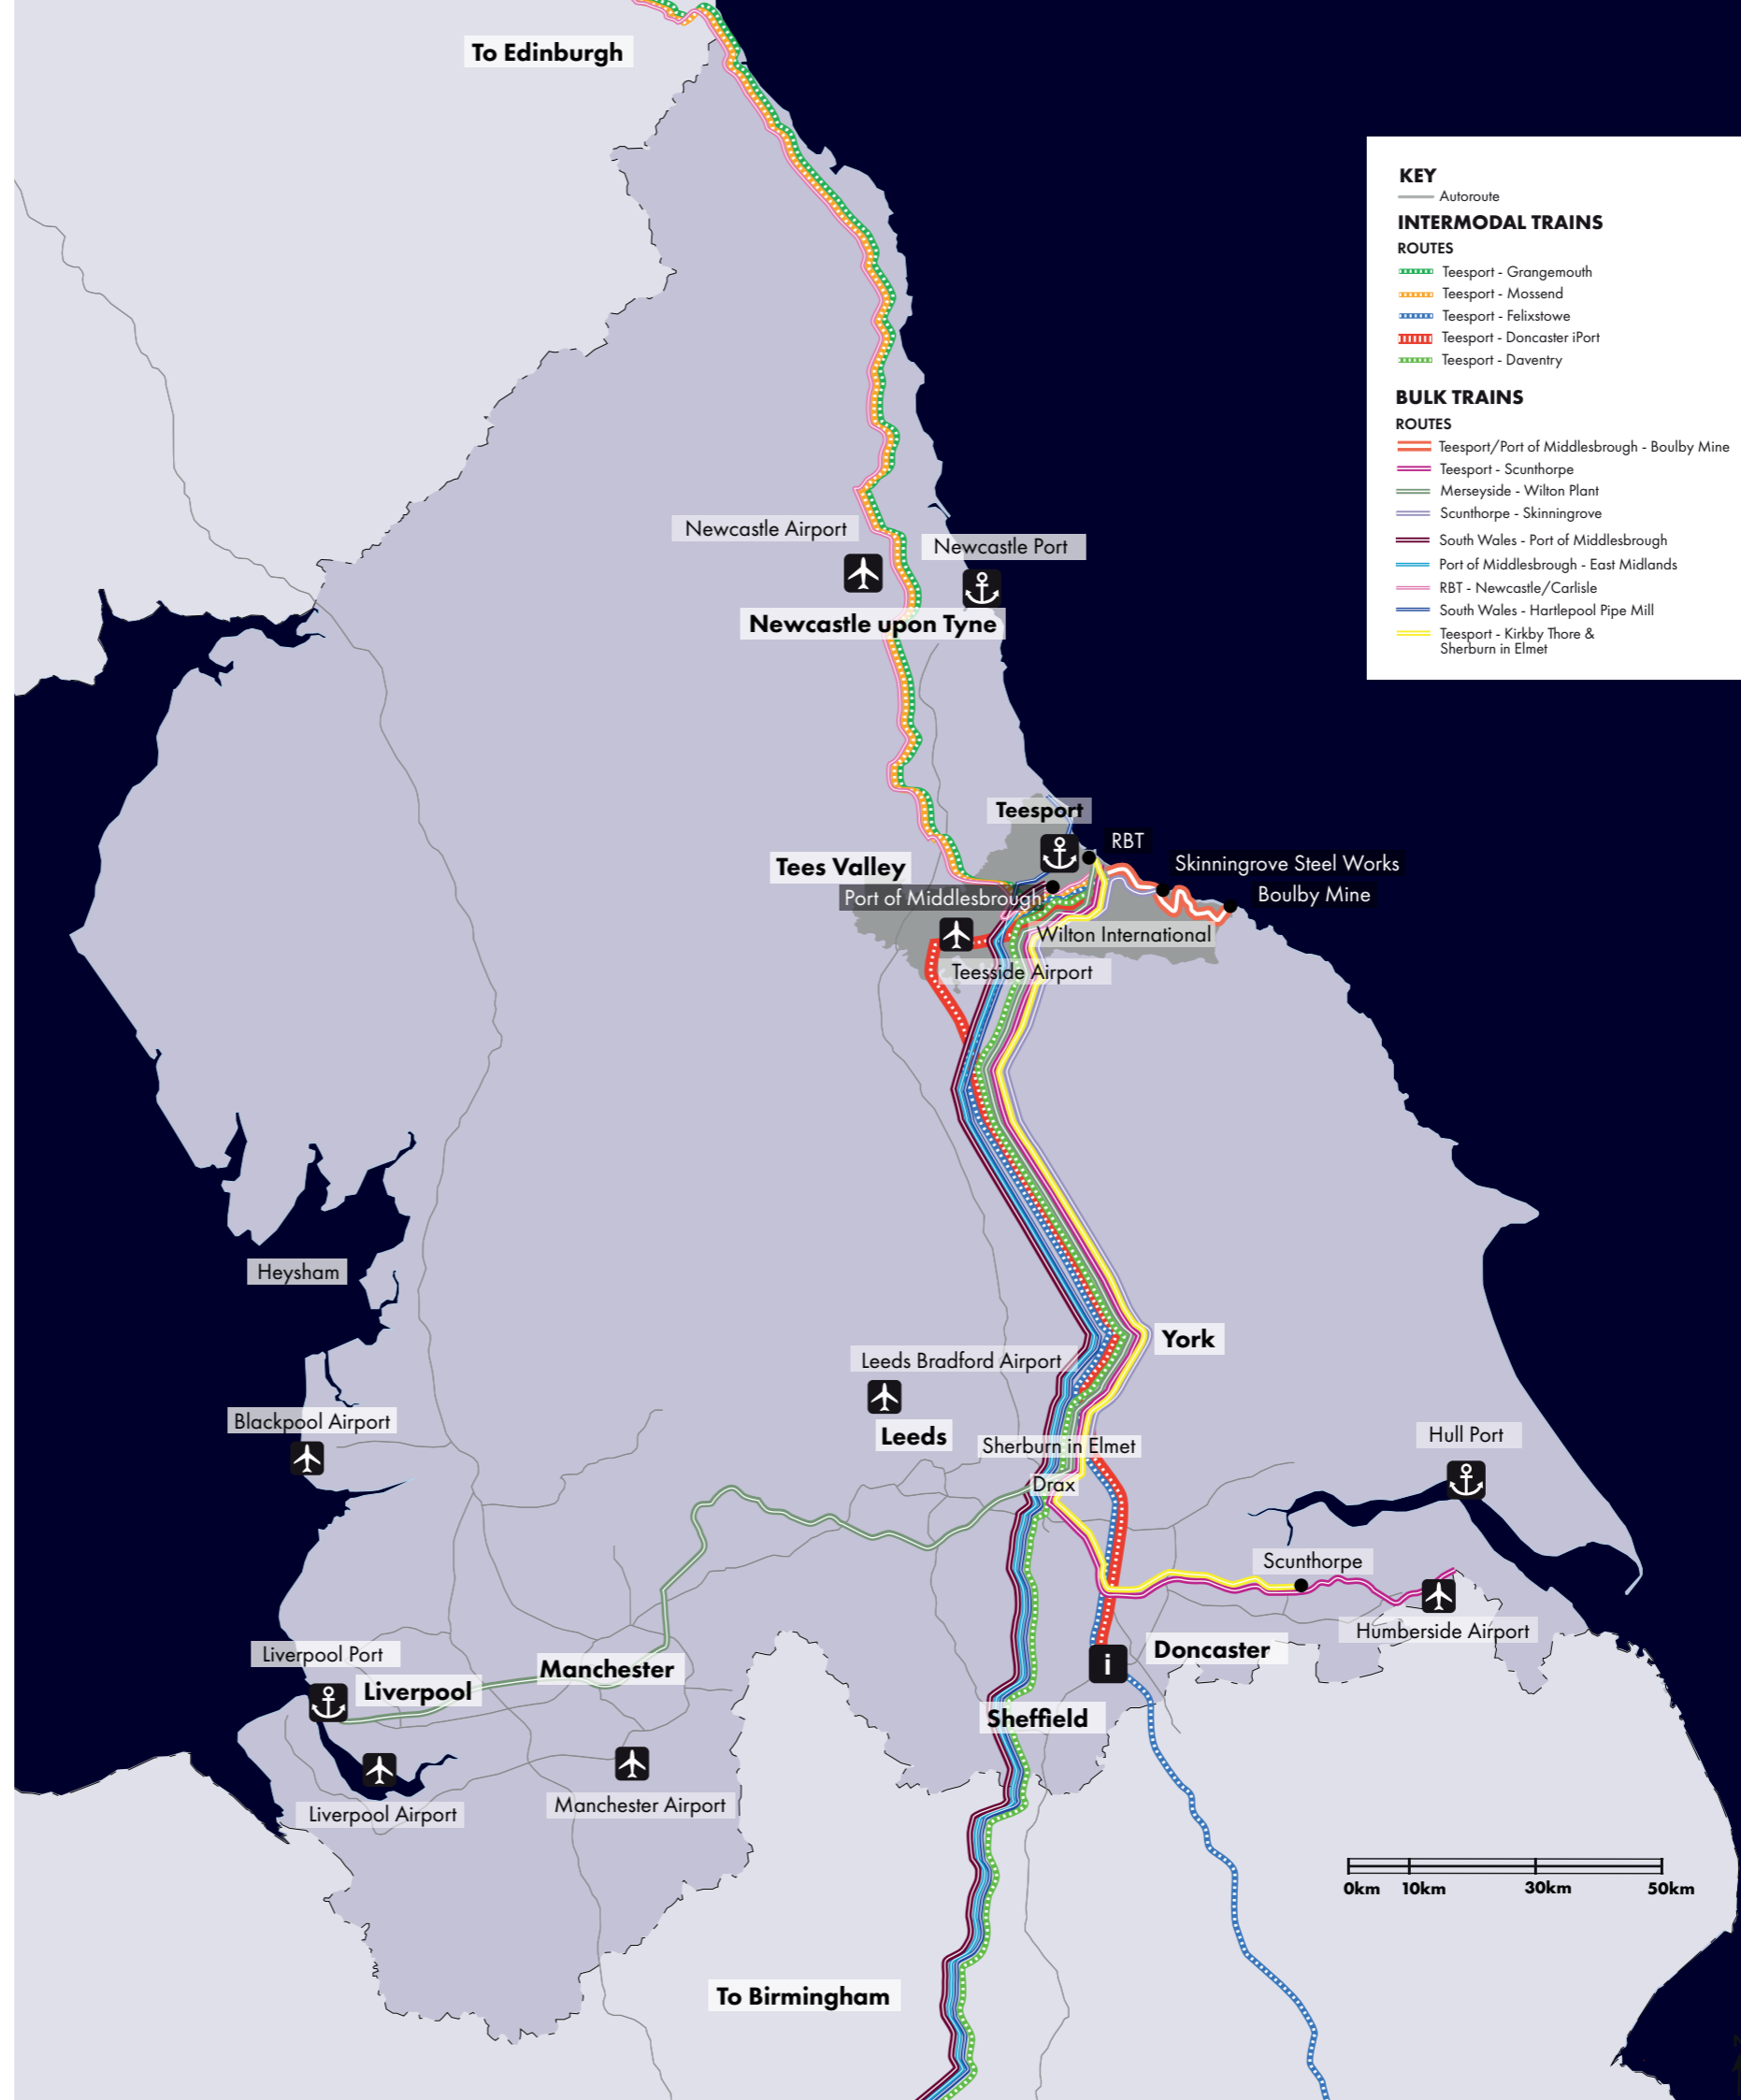 To Edinburgh
KEY
Autoroute
INTERMODAL TRAINS
ROUTES
Teesport - Grangemouth
Teesport - Mossend
Teesport - Felixstowe
Teesport - Doncaster iPort
Teesport - Daventry
BULK TRAINS
ROUTES
Teesport/Port of Middlesbrough - Boulby Mine
Teesport - Scunthorpe
Merseyside - Wilton Plant
Scunthorpe - Skinningrove
South Wales - Port of Middlesbrough
Port of Middlesbrough - East Midlands
RBT - Newcastle/Carlisle
South Wales - Hartlepool Pipe Mill
Teesport - Kirkby Thore &
Sherburn in Elmet
Newcastle Airport
Newcastle Port
Newcastle upon Tyne
Teesport
RBT
Tees Valley
Skinningrove Steel Works
Boulby Mine
Port of Middlesbrough
Wilton International
Teesside Airport
Heysham
York
Leeds Bradford Airport
Blackpool Airport
Leeds
Sherburn in Elmet
Hull Port
Drax
Scunthorpe
Humberside Airport
Liverpool Port
Manchester
Doncaster
Liverpool
i
Sheffield
Liverpool Airport
Manchester Airport
0km 10km 30km 50km
To Birmingham